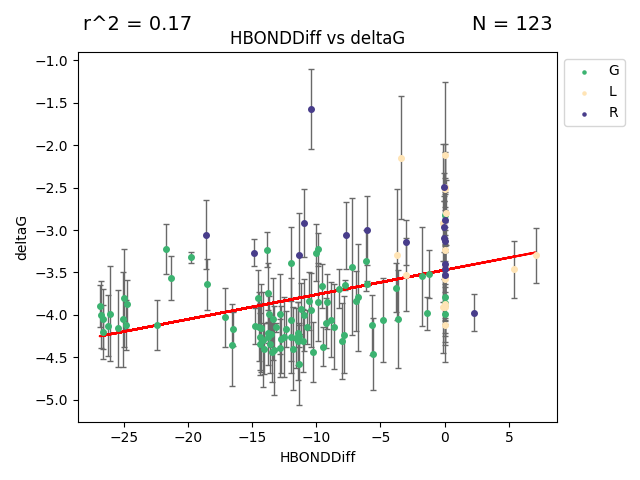 r^2 = 0.17
N = 123
HBONDDiff vs deltaG
−1.0
−1.5
−2.0
−2.5
−3.0
−3.5
−4.0
−4.5
−5.0
deltaG
−25
−20
−15
−10
−5
0
5
HBONDDiff
G
L
R